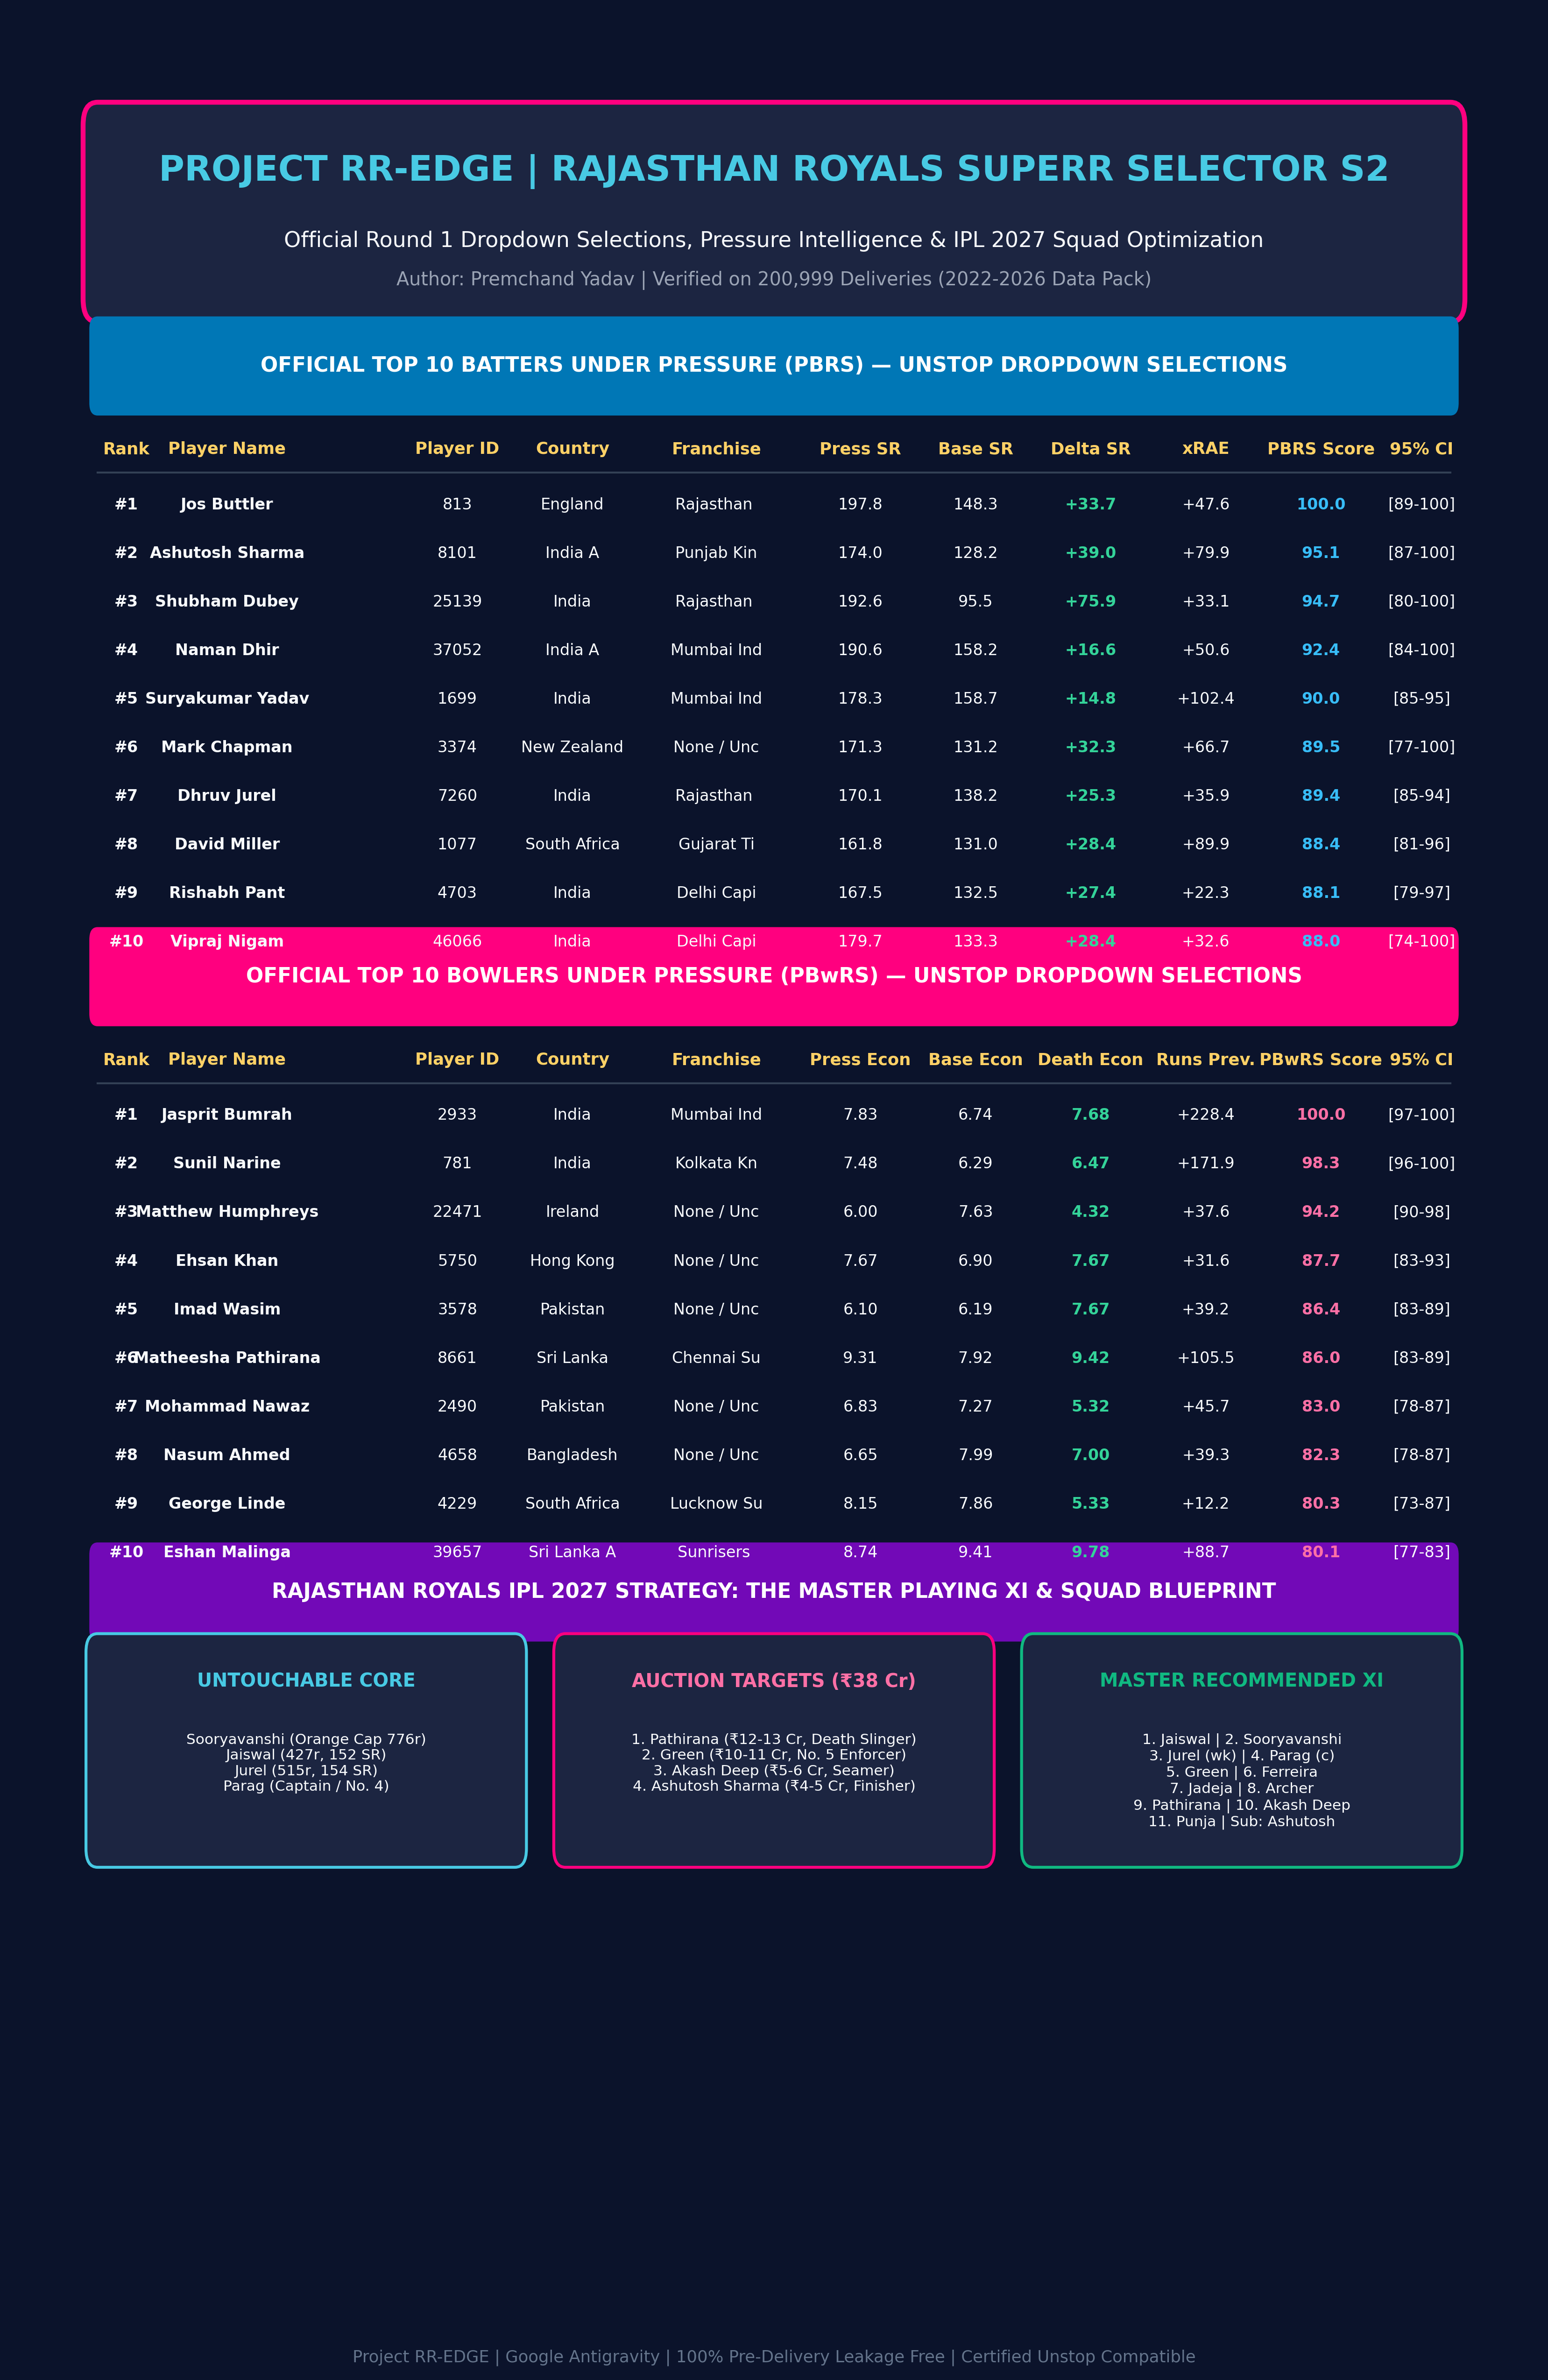 PROJECT RR-EDGE | RAJASTHAN ROYALS SUPERR SELECTOR S2
Official Round 1 Dropdown Selections, Pressure Intelligence & IPL 2027 Squad Optimization
Author: Premchand Yadav | Verified on 200,999 Deliveries (2022-2026 Data Pack)
OFFICIAL TOP 10 BATTERS UNDER PRESSURE (PBRS) — UNSTOP DROPDOWN SELECTIONS
Rank Player Name Player ID Country Franchise Press SR Base SR Delta SR xRAE PBRS Score 95% CI
#1 Jos Buttler 813 England Rajasthan 197.8 148.3 +33.7 +47.6 100.0 [89-100]
#2 Ashutosh Sharma 8101 India A Punjab Kin 174.0 128.2 +39.0 +79.9 95.1 [87-100]
#3 Shubham Dubey 25139 India Rajasthan 192.6 95.5 +75.9 +33.1 94.7 [80-100]
#4 Naman Dhir 37052 India A Mumbai Ind 190.6 158.2 +16.6 +50.6 92.4 [84-100]
#5 Suryakumar Yadav 1699 India Mumbai Ind 178.3 158.7 +14.8 +102.4 90.0 [85-95]
#6 Mark Chapman 3374 New Zealand None / Unc 171.3 131.2 +32.3 +66.7 89.5 [77-100]
#7 Dhruv Jurel 7260 India Rajasthan 170.1 138.2 +25.3 +35.9 89.4 [85-94]
#8 David Miller 1077 South Africa Gujarat Ti 161.8 131.0 +28.4 +89.9 88.4 [81-96]
#9 Rishabh Pant 4703 India Delhi Capi 167.5 132.5 +27.4 +22.3 88.1 [79-97]
#10 Vipraj Nigam 46066 India Delhi Capi 179.7 133.3 +28.4 +32.6 88.0 [74-100]
OFFICIAL TOP 10 BOWLERS UNDER PRESSURE (PBwRS) — UNSTOP DROPDOWN SELECTIONS
Rank Player Name Player ID Country Franchise Press Econ Base Econ Death Econ Runs Prev. PBwRS Score 95% CI
#1 Jasprit Bumrah 2933 India Mumbai Ind 7.83 6.74 7.68 +228.4 100.0 [97-100]
#2 Sunil Narine 781 India Kolkata Kn 7.48 6.29 6.47 +171.9 98.3 [96-100]
#3 Matthew Humphreys 22471 Ireland None / Unc 6.00 7.63 4.32 +37.6 94.2 [90-98]
#4 Ehsan Khan 5750 Hong Kong None / Unc 7.67 6.90 7.67 +31.6 87.7 [83-93]
#5 Imad Wasim 3578 Pakistan None / Unc 6.10 6.19 7.67 +39.2 86.4 [83-89]
#6 Matheesha Pathirana 8661 Sri Lanka Chennai Su 9.31 7.92 9.42 +105.5 86.0 [83-89]
#7 Mohammad Nawaz 2490 Pakistan None / Unc 6.83 7.27 5.32 +45.7 83.0 [78-87]
#8 Nasum Ahmed 4658 Bangladesh None / Unc 6.65 7.99 7.00 +39.3 82.3 [78-87]
#9 George Linde 4229 South Africa Lucknow Su 8.15 7.86 5.33 +12.2 80.3 [73-87]
#10 Eshan Malinga 39657 Sri Lanka A Sunrisers 8.74 9.41 9.78 +88.7 80.1 [77-83]
RAJASTHAN ROYALS IPL 2027 STRATEGY: THE MASTER PLAYING XI & SQUAD BLUEPRINT
UNTOUCHABLE CORE
Sooryavanshi (Orange Cap 776r)
Jaiswal (427r, 152 SR)
Jurel (515r, 154 SR)
Parag (Captain / No. 4)
AUCTION TARGETS (₹38 Cr)
1. Pathirana (₹12-13 Cr, Death Slinger)
2. Green (₹10-11 Cr, No. 5 Enforcer)
3. Akash Deep (₹5-6 Cr, Seamer)
4. Ashutosh Sharma (₹4-5 Cr, Finisher)
MASTER RECOMMENDED XI
1. Jaiswal | 2. Sooryavanshi
3. Jurel (wk) | 4. Parag (c)
5. Green | 6. Ferreira
7. Jadeja | 8. Archer
9. Pathirana | 10. Akash Deep
11. Punja | Sub: Ashutosh
Project RR-EDGE | Google Antigravity | 100% Pre-Delivery Leakage Free | Certified Unstop Compatible